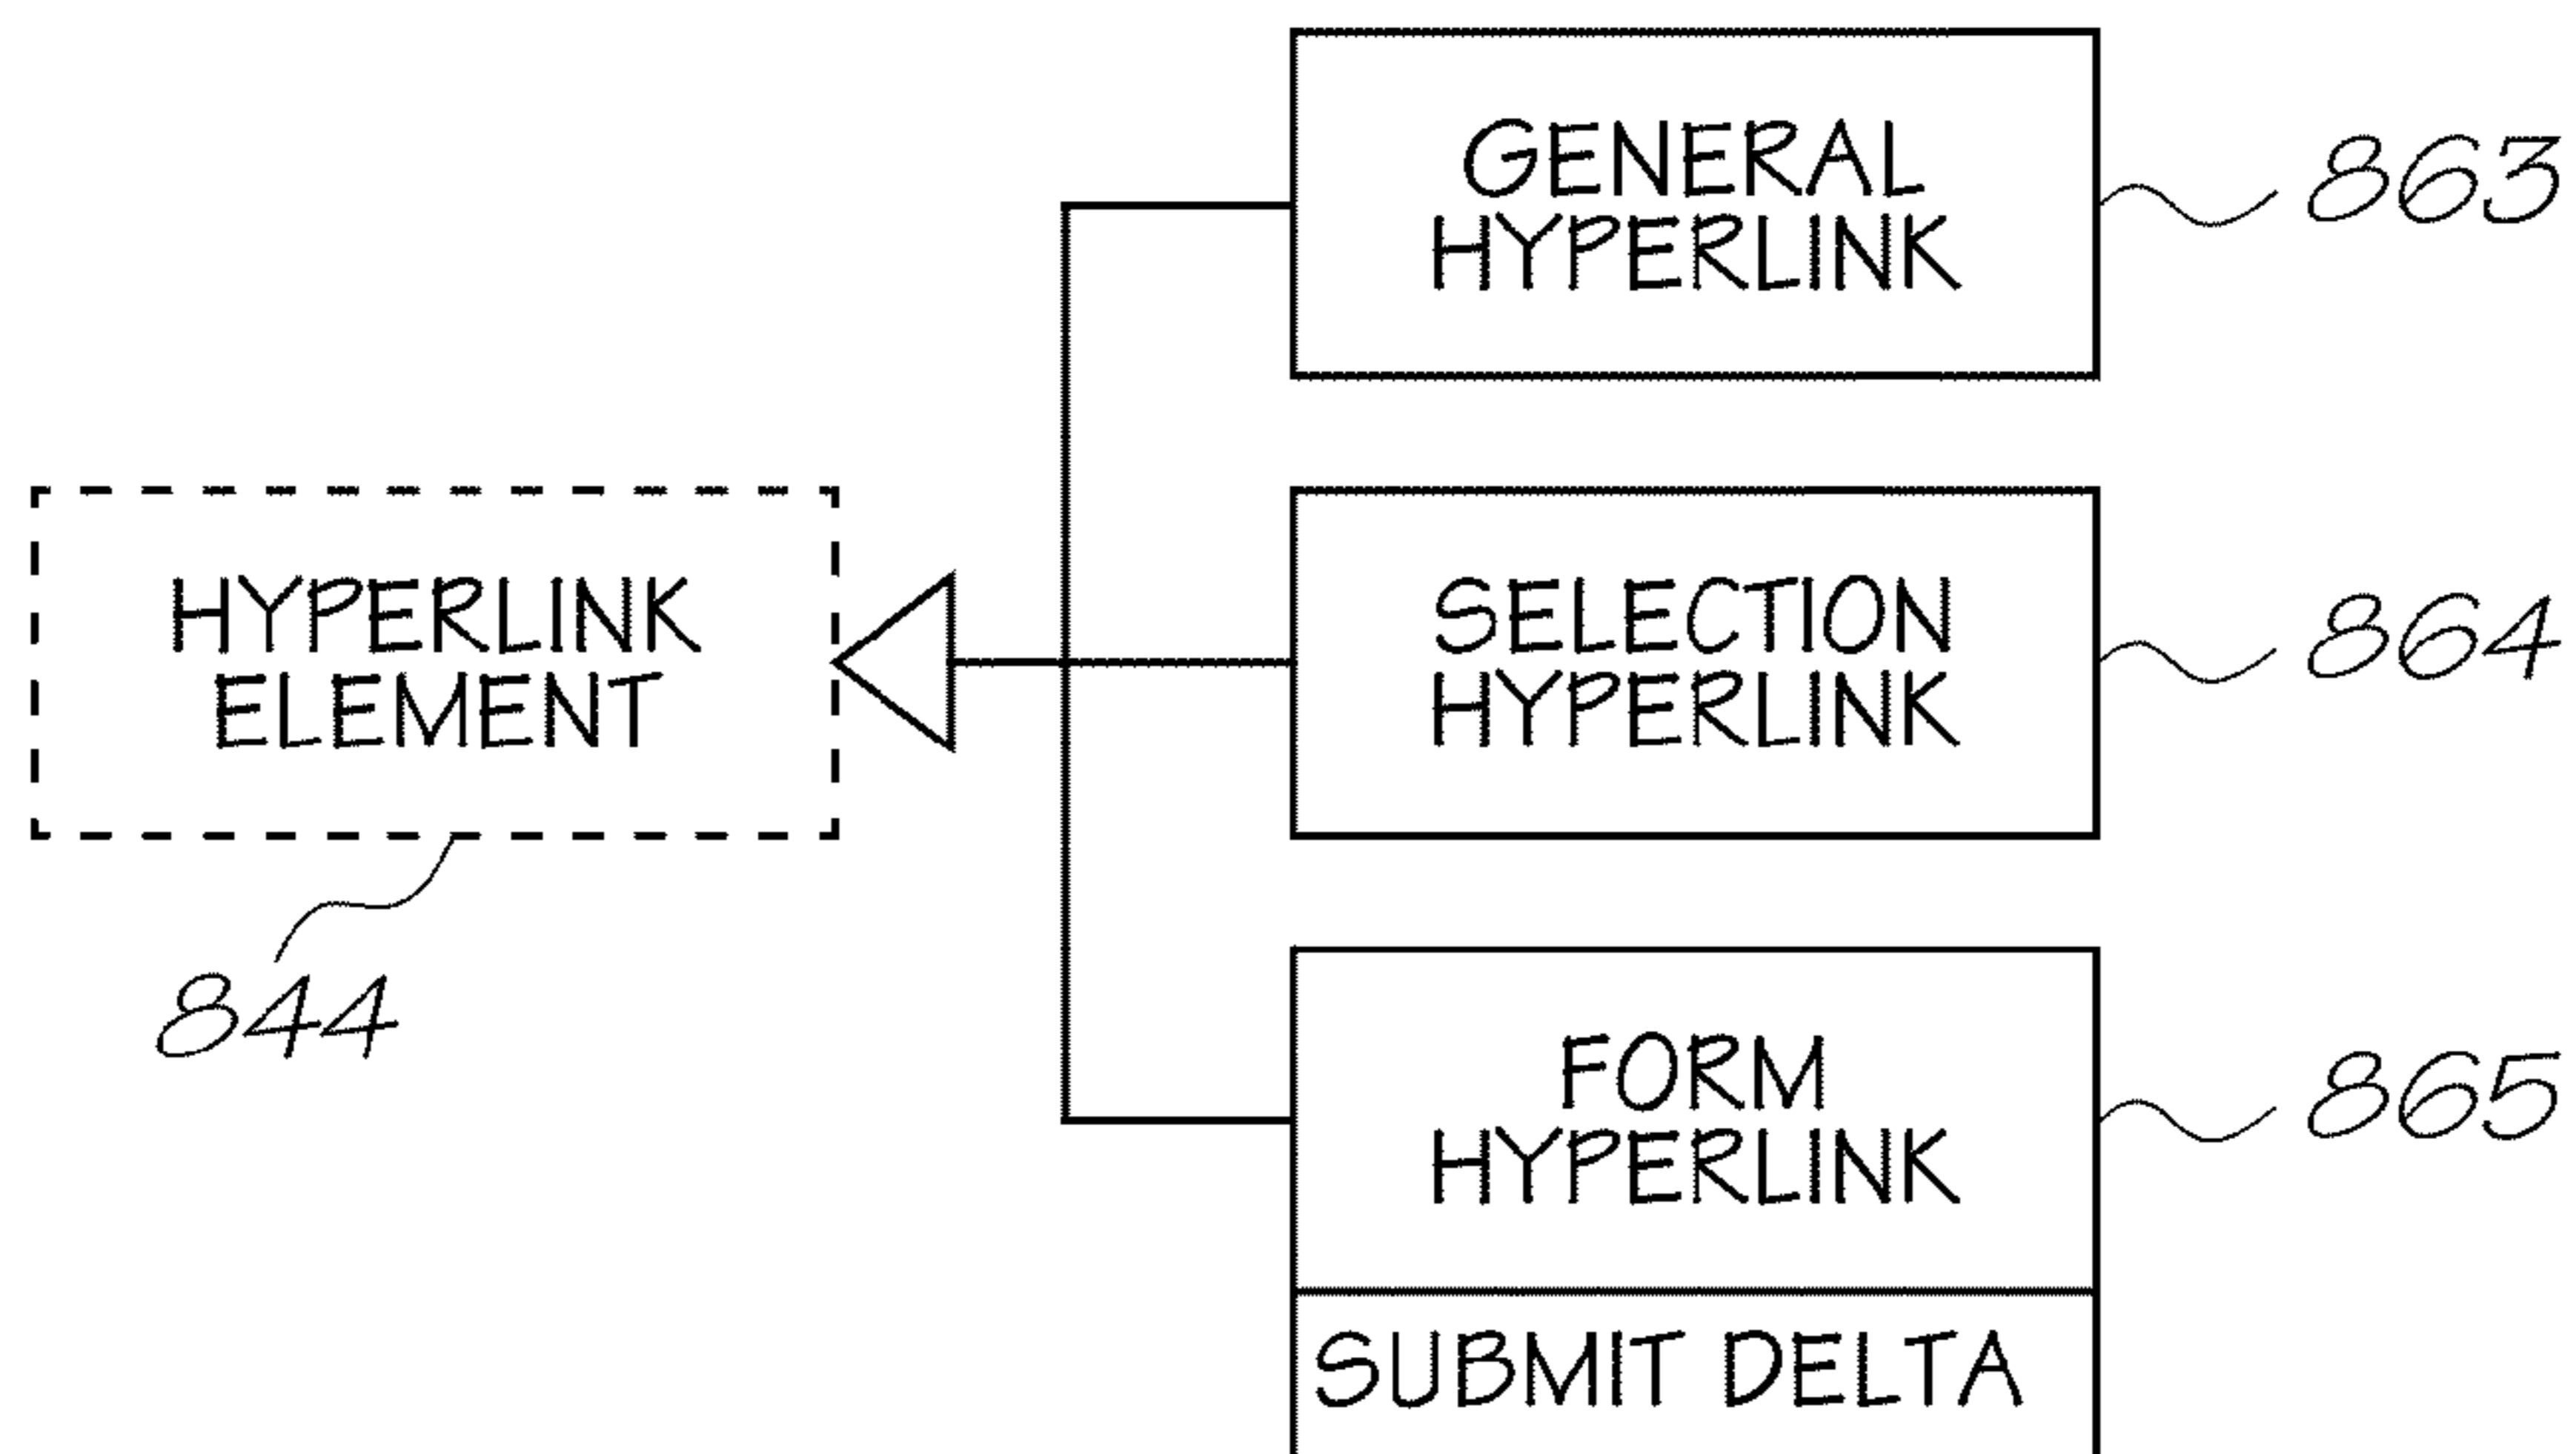 GENERAL
HYPERLINK
863
HYPERLINK
ELEMENT
844
SELECTION
HYPERLINK
864
FORM
HYPERLINK
865
SUBMIT DELTA